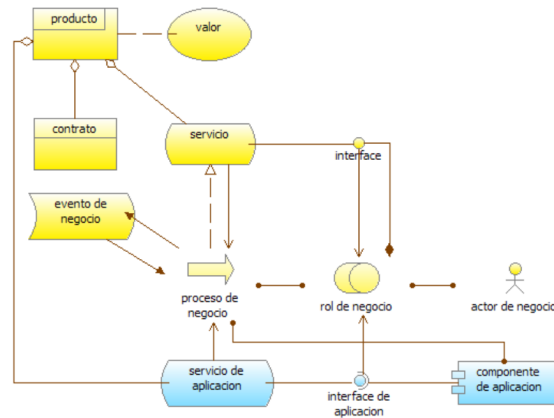 producto
valor
contrato
servicio
interface
evento de
negocio
proceso de
negocio
rol de negocio
actor de negocio
servicio de
aplicacion
interface de
aplicacion
componente
de aplicacion